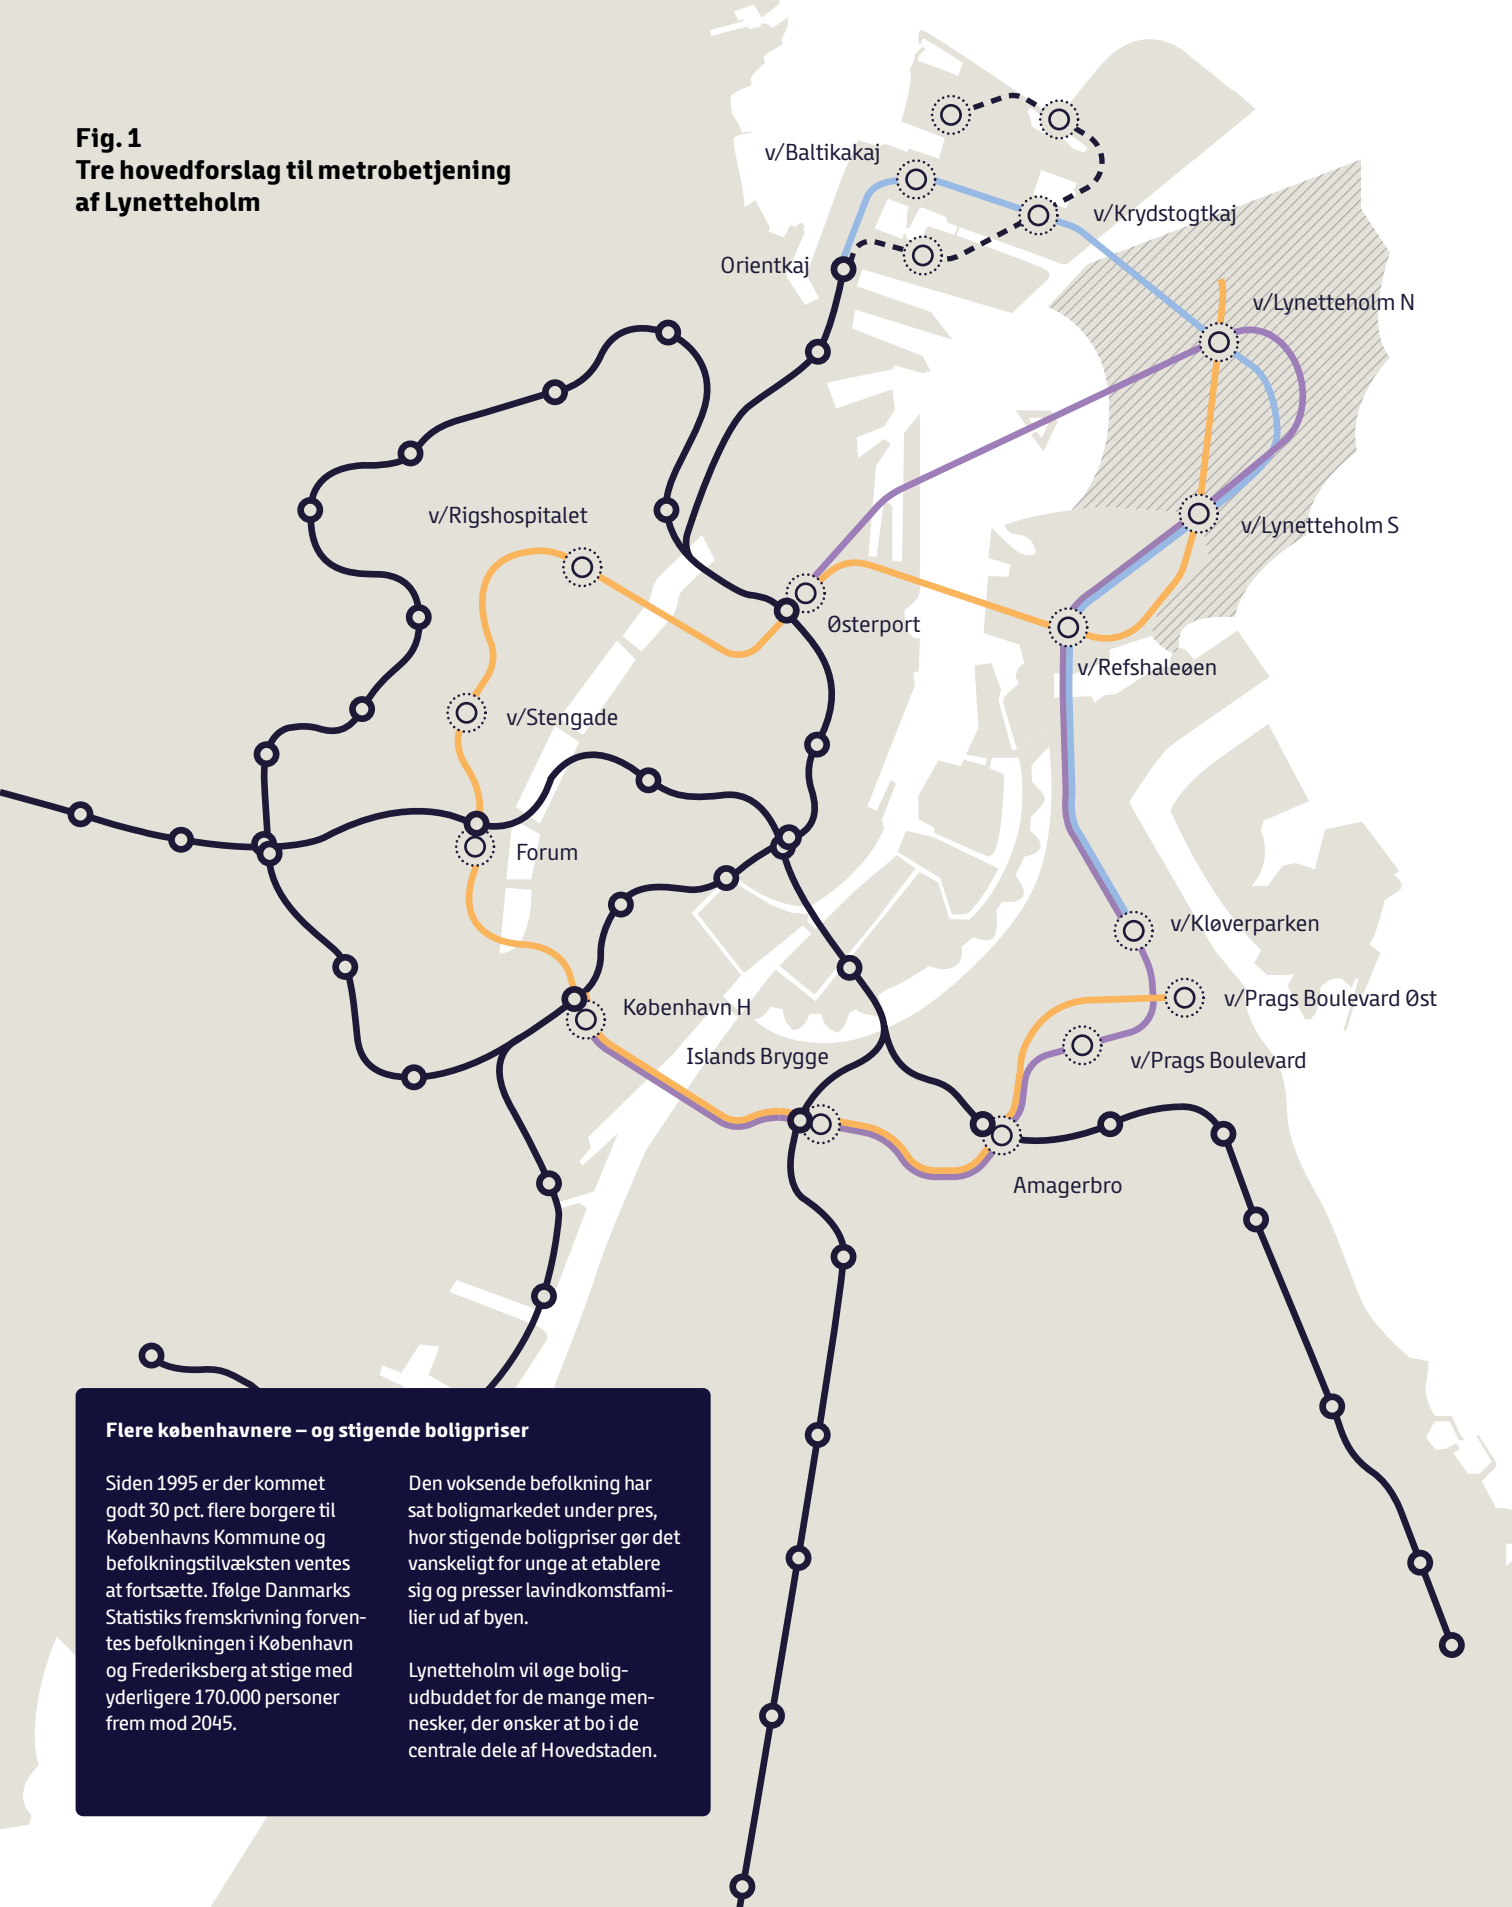 Fig. 1
Tre hovedforslag til metrobetjening
af Lynetteholm
v/Baltikakaj
v/Krydstogtkaj
Orientkaj
v/Lynetteholm N
v/Rigshospitalet
v/Lynetteholm S
Østerport
v/Refshaleøen
v/Stengade
Forum
v/Kløverparken
København H
v/Prags Boulevard Øst
Islands Brygge
v/Prags Boulevard
Amagerbro
Flere københavnere – og stigende boligpriser
Siden 1995 er der kommet
godt 30 pct. flere borgere til
Københavns Kommune og
befolkningstilvæksten ventes
at fortsætte. Ifølge Danmarks
Statistiks fremskrivning forven-
tes befolkningen i København
og Frederiksberg at stige med
yderligere 170.000 personer
frem mod 2045.
Den voksende befolkning har
sat boligmarkedet under pres,
hvor stigende boligpriser gør det
vanskeligt for unge at etablere
sig og presser lavindkomstfami-
lier ud af byen.
Lynetteholm vil øge bolig-
udbuddet for de mange men-
nesker, der ønsker at bo i de
centrale dele af Hovedstaden.